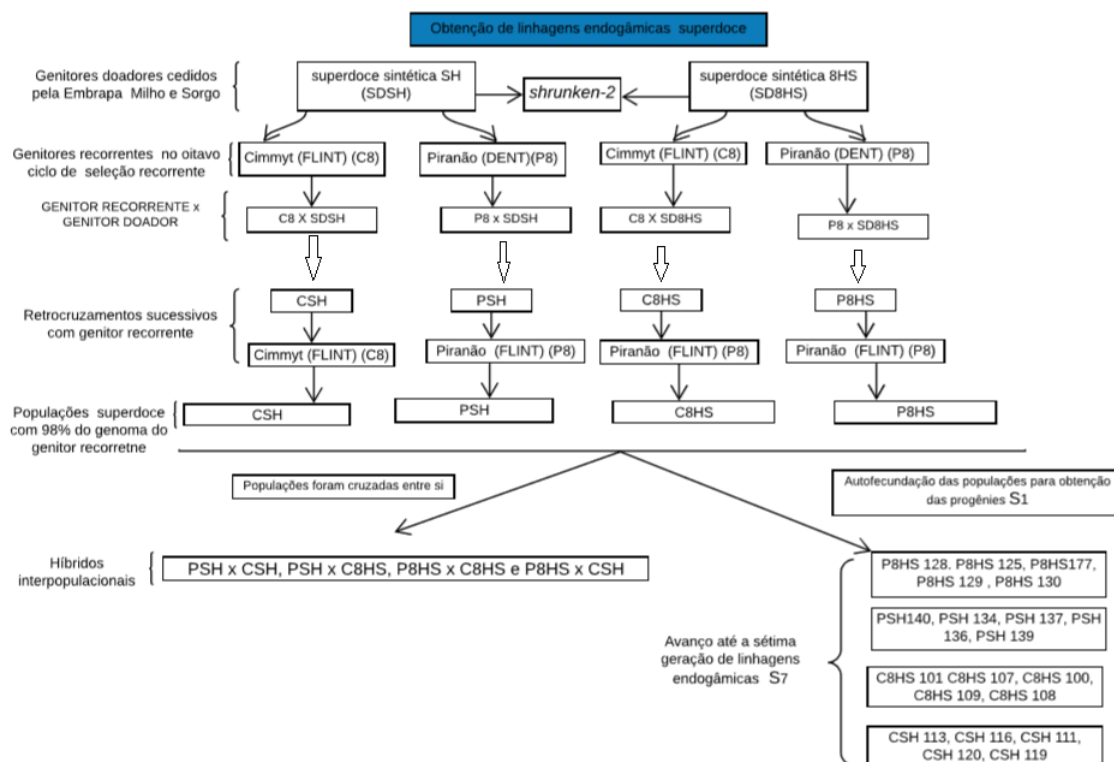 Obtenção de linhagens endogâmicas superdoce
Genitores doadores cedidos
pela Embrapa Milho e Sorgo
superdoce sintética SH
(SDSH)
shrunken-2
superdoce sintética 8HS
(SD8HS)
Genitores recorrentes no oitavo
ciclo de seleção recorrente
Cimmyt (FLINT) (C8)
Piranão (DENT)(P8)
Cimmyt (FLINT) (C8)
Piranão (DENT) (P8)
GENITOR RECORRENTE x
GENITOR DOADOR
C8 X SDSH
P8 x SDSH
C8 X SD8HS
P8 x SD8HS
Retrocruzamentos sucessivos
com genitor recorrente
CSH
PSH
C8HS
P8HS
Cimmyt (FLINT) (C8)
Piranão (FLINT) (P8)
Piranão (FLINT) (P8)
Piranão (FLINT) (P8)
Populações superdoce
com 98% do genoma do
genitor recorretne
CSH
PSH
C8HS
P8HS
Populações foram cruzadas entre si
Autofecundação das populações para obtenção
das progênies S1
Híbridos
interpopulacionais
PSH x CSH, PSH x C8HS, P8HS x C8HS e P8HS x CSH
Avanço até a sétima
geração de linhagens
endogâmicas S7
P8HS 128. P8HS 125, P8HS177,
P8HS 129 , P8HS 130
PSH140, PSH 134, PSH 137, PSH
136, PSH 139
C8HS 101 C8HS 107, C8HS 100,
C8HS 109, C8HS 108
CSH 113, CSH 116, CSH 111,
CSH 120, CSH 119